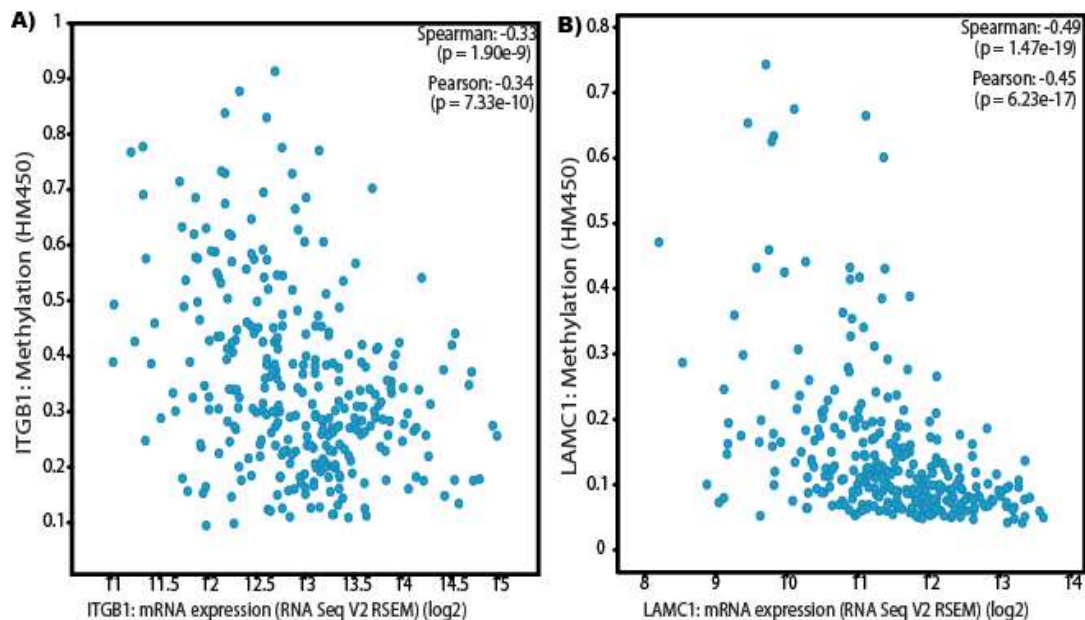 A)
Spearman: -0.33
(p = 1.90e-9)
Pearson: -0.34
(p = 7.33e-10)
ITGB1: Methylation (HM450)
1
0.9
0.8
0.7
0.6
0.5
0.4
0.3
0.2
0.1
11 11.5 12 12.5 13 13.5 14 14.5 15
ITGB1: mRNA expression (RNA Seq V2 RSEM) (log2)
B)
Spearman: -0.49
(p = 1.47e-19)
Pearson: -0.45
(p = 6.23e-17)
LAMC1: Methylation (HM450)
0.8
0.7
0.6
0.5
0.4
0.3
0.2
0.1
0
8 9 10 11 12 13 14
LAMC1: mRNA expression (RNA Seq V2 RSEM) (log2)